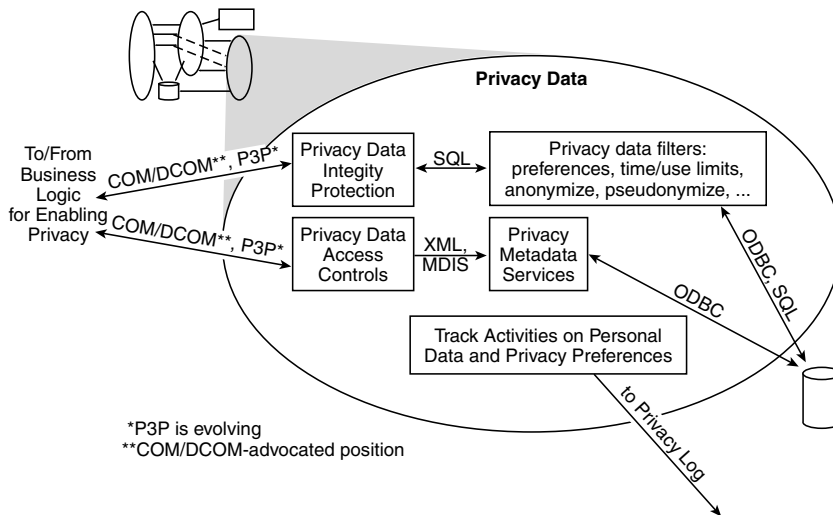 Privacy Data
To/From
Business
Logic
for Enabling
Privacy
COM/DCOM**, P3P*
COM/DCOM**, P3P*
Privacy Data
Integity
Protection
SQL
Privacy data filters:
preferences, time/use limits,
anonymize, pseudonymize, ...
Privacy Data
Access
Controls
XML,
MDIS
Privacy
Metadata
Services
ODBC, SQL
ODBC
Track Activities on Personal
Data and Privacy Preferences
to Privacy Log
*P3P is evolving
**COM/DCOM-advocated position